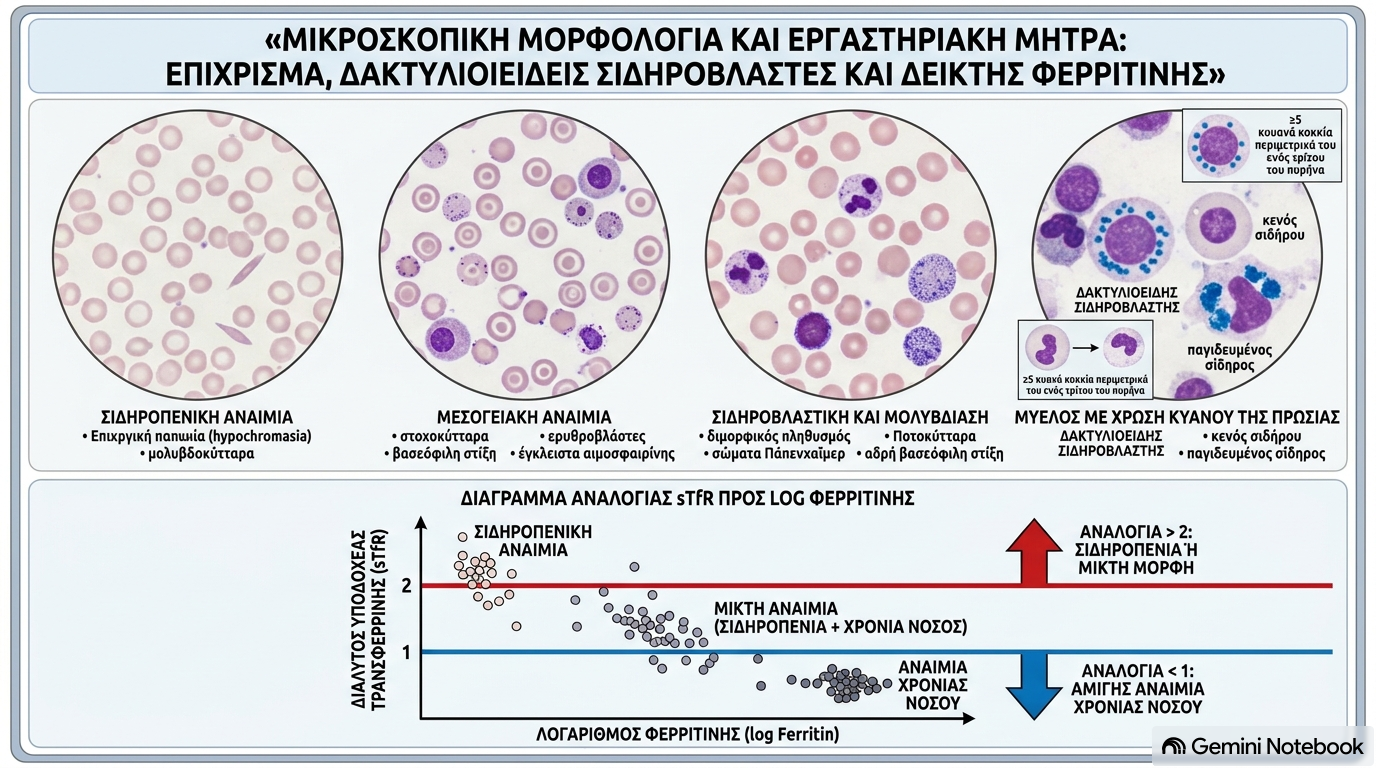 «ΜΙΚΡΟΣΚΟΠΙΚΗ ΜΟΡΦΟΛΟΓΙΑ ΚΑΙ ΕΡΓΑΣΤΗΡΙΑΚΗ ΜΗΤΡΑ:
ΕΠΙΧΡΙΣΜΑ, ΔΑΚΤΥΛΙΟΙΕΙΔΕΙΣ ΣΙΔΗΡΟΒΛΑΣΤΕΣ ΚΑΙ ΔΕΙΚΤΗΣ ΦΕΡΡΙΤΙΝΗΣ»
≥5
κουανά κοκκία
περιμετρικά του
ενός τρίζου
του πυρήνα
κενός
σιδήρου
ΔΑΚΤΥΛΙΟΕΙΔΗΣ
ΣΙΔΗΡΟΒΛΑΣΤΗΣ
παγιδευμένος
σίδηρος
≥5 κυανά κοκκία περιμετρικά
του ενός τρίτου του πυρήνα
ΣΙΔΗΡΟΠΕΝΙΚΗ ΑΝΑΙΜΙΑ
• (hypochromasia)
• μολυβδοκύτταρα
ΜΕΣΟΓΕΙΑΚΗ ΑΝΑΙΜΙΑ
• στοχοκύτταρα • ερυθροβλάστες
• βασεόφιλη στίξη • έγκλειστα αιμοσφαιρίνης
ΣΙΔΗΡΟΒΛΑΣΤΙΚΗ ΚΑΙ ΜΟΛΥΒΔΙΑΣΗ
• διμορφικός πληθυσμός • Ποτοκύτταρα
• σώματα Πάπενχαϊμερ • αδρή βασεόφιλη στίξη
ΜΥΕΛΟΣ ΜΕ ΧΡΩΣΗ ΚΥΑΝΟΥ ΤΗΣ ΠΡΩΣΙΑΣ
ΔΑΚΤΥΛΙΟΕΙΔΗΣ
ΣΙΔΗΡΟΒΛΑΣΤΗΣ
• κενός σιδήρου
• παγιδευμένος σίδηρος
ΔΙΑΓΡΑΜΜΑ ΑΝΑΛΟΓΙΑΣ sTfR ΠΡΟΣ LOG ΦΕΡΡΙΤΙΝΗΣ
ΔΙΑΛΥΤΟΣ ΥΠΟΔΟΧΕΑΣ
ΤΡΑΝΣΦΕΡΡΙΝΗΣ (sTfR)
2
1
ΣΙΔΗΡΟΠΕΝΙΚΗ
ΑΝΑΙΜΙΑ
ΜΙΚΤΗ ΑΝΑΙΜΙΑ
(ΣΙΔΗΡΟΠΕΝΙΑ + ΧΡΟΝΙΑ ΝΟΣΟΣ)
ΑΝΑΙΜΙΑ
ΧΡΟΝΙΑΣ
ΝΟΣΟΥ
ΛΟΓΑΡΙΘΜΟΣ ΦΕΡΡΙΤΙΝΗΣ (log Ferritin)
ΑΝΑΛΟΓΙΑ > 2:
ΣΙΔΗΡΟΠΕΝΙΑ Ή
ΜΙΚΤΗ ΜΟΡΦΗ
ΑΝΑΛΟΓΙΑ < 1:
ΑΜΙΓΗΣ ΑΝΑΙΜΙΑ
ΧΡΟΝΙΑΣ ΝΟΣΟΥ
Gemini Notebook